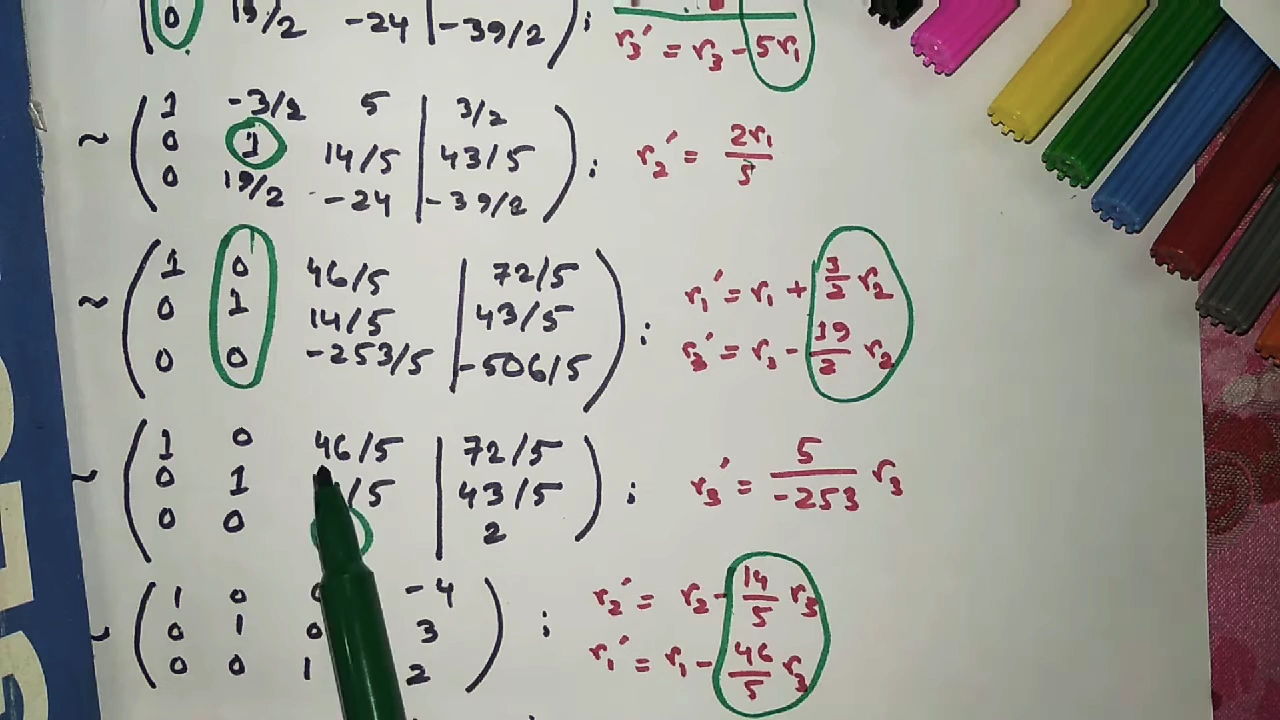 0 19/2 -24 | -39/2 ) ;
r₃′ = r₃ - 5r₁
~ ( 1 -3/2 5 | 3/2
0 1 14/5 | 43/5 ) ; r₂′ = 2r₁/5
0 19/2 -24 | -39/2
~ ( 1 0 46/5 | 72/5 r₁′ = r₁ + 3/2 r₂
0 1 14/5 | 43/5 ) ;
0 0 -253/5 | -506/5 r₃′ = r₃ - 19/2 r₂
~ ( 1 0 46/5 | 72/5
0 1 /5 | 43/5 ) ; r₃′ = 5/-253 r₃
0 0 | 2
~ ( 1 0 -4 r₂′ = r₂ - 14/5 r₃
0 1 0 3 ) ;
0 0 1 2 r₁′ = r₁ - 46/5 r₃